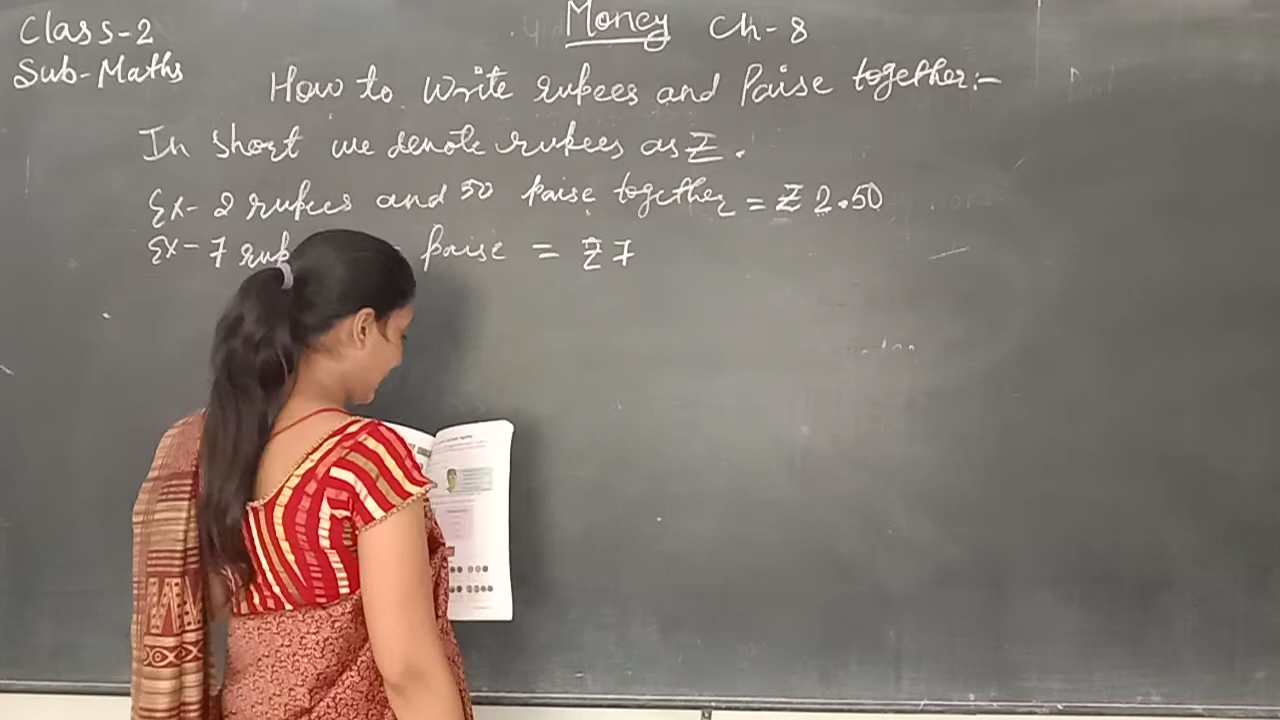 Class-2
Sub-Maths
Money Ch-8
How to write rupees and Paise together:-
In short we denote rupees as ₹.
Ex- 2 rupees and 50 paise together = ₹ 2.50
Ex- 7 rup paise = ₹ 7